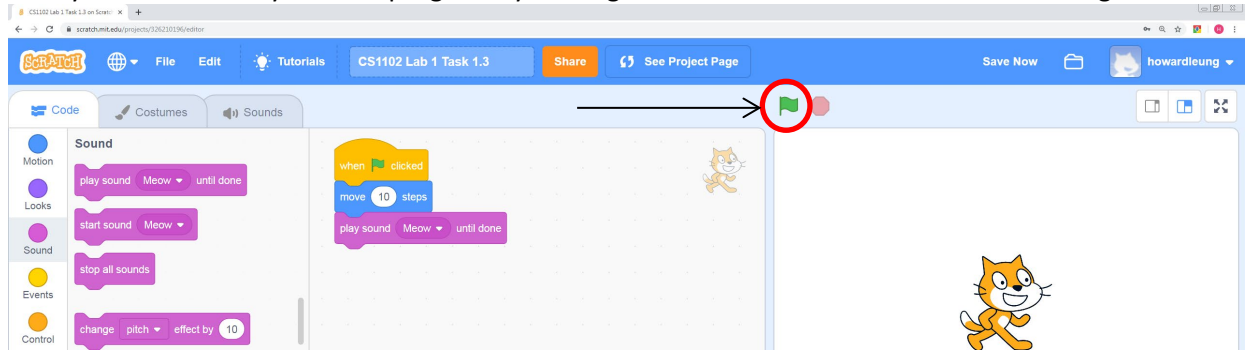 CS1102 Lab 1 Task 1.3 on Scratch
scratch.mit.edu/projects/326210196/editor
SCRATCH File Edit Tutorials CS1102 Lab 1 Task 1.3 Share See Project Page Save Now howardleung
Code Costumes Sounds
Motion
Looks
Sound
Events
Control
Sound
play sound Meow until done
start sound Meow
stop all sounds
change pitch effect by 10
when clicked
move 10 steps
play sound Meow until done